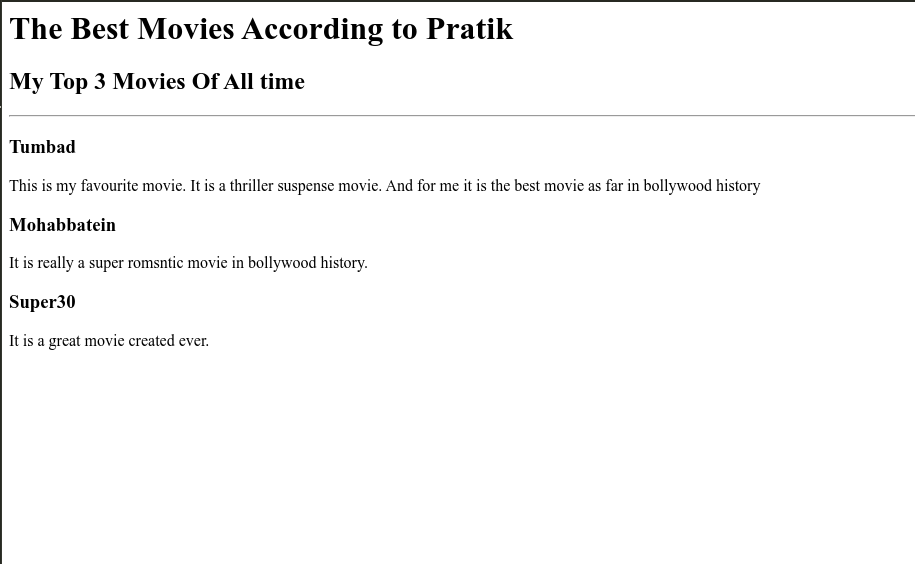 The Best Movies According to Pratik
My Top 3 Movies Of All time
Tumbad
This is my favourite movie. It is a thriller suspense movie. And for me it is the best movie as far in bollywood history
Mohabbatein
It is really a super romsntic movie in bollywood history.
Super30
It is a great movie created ever.